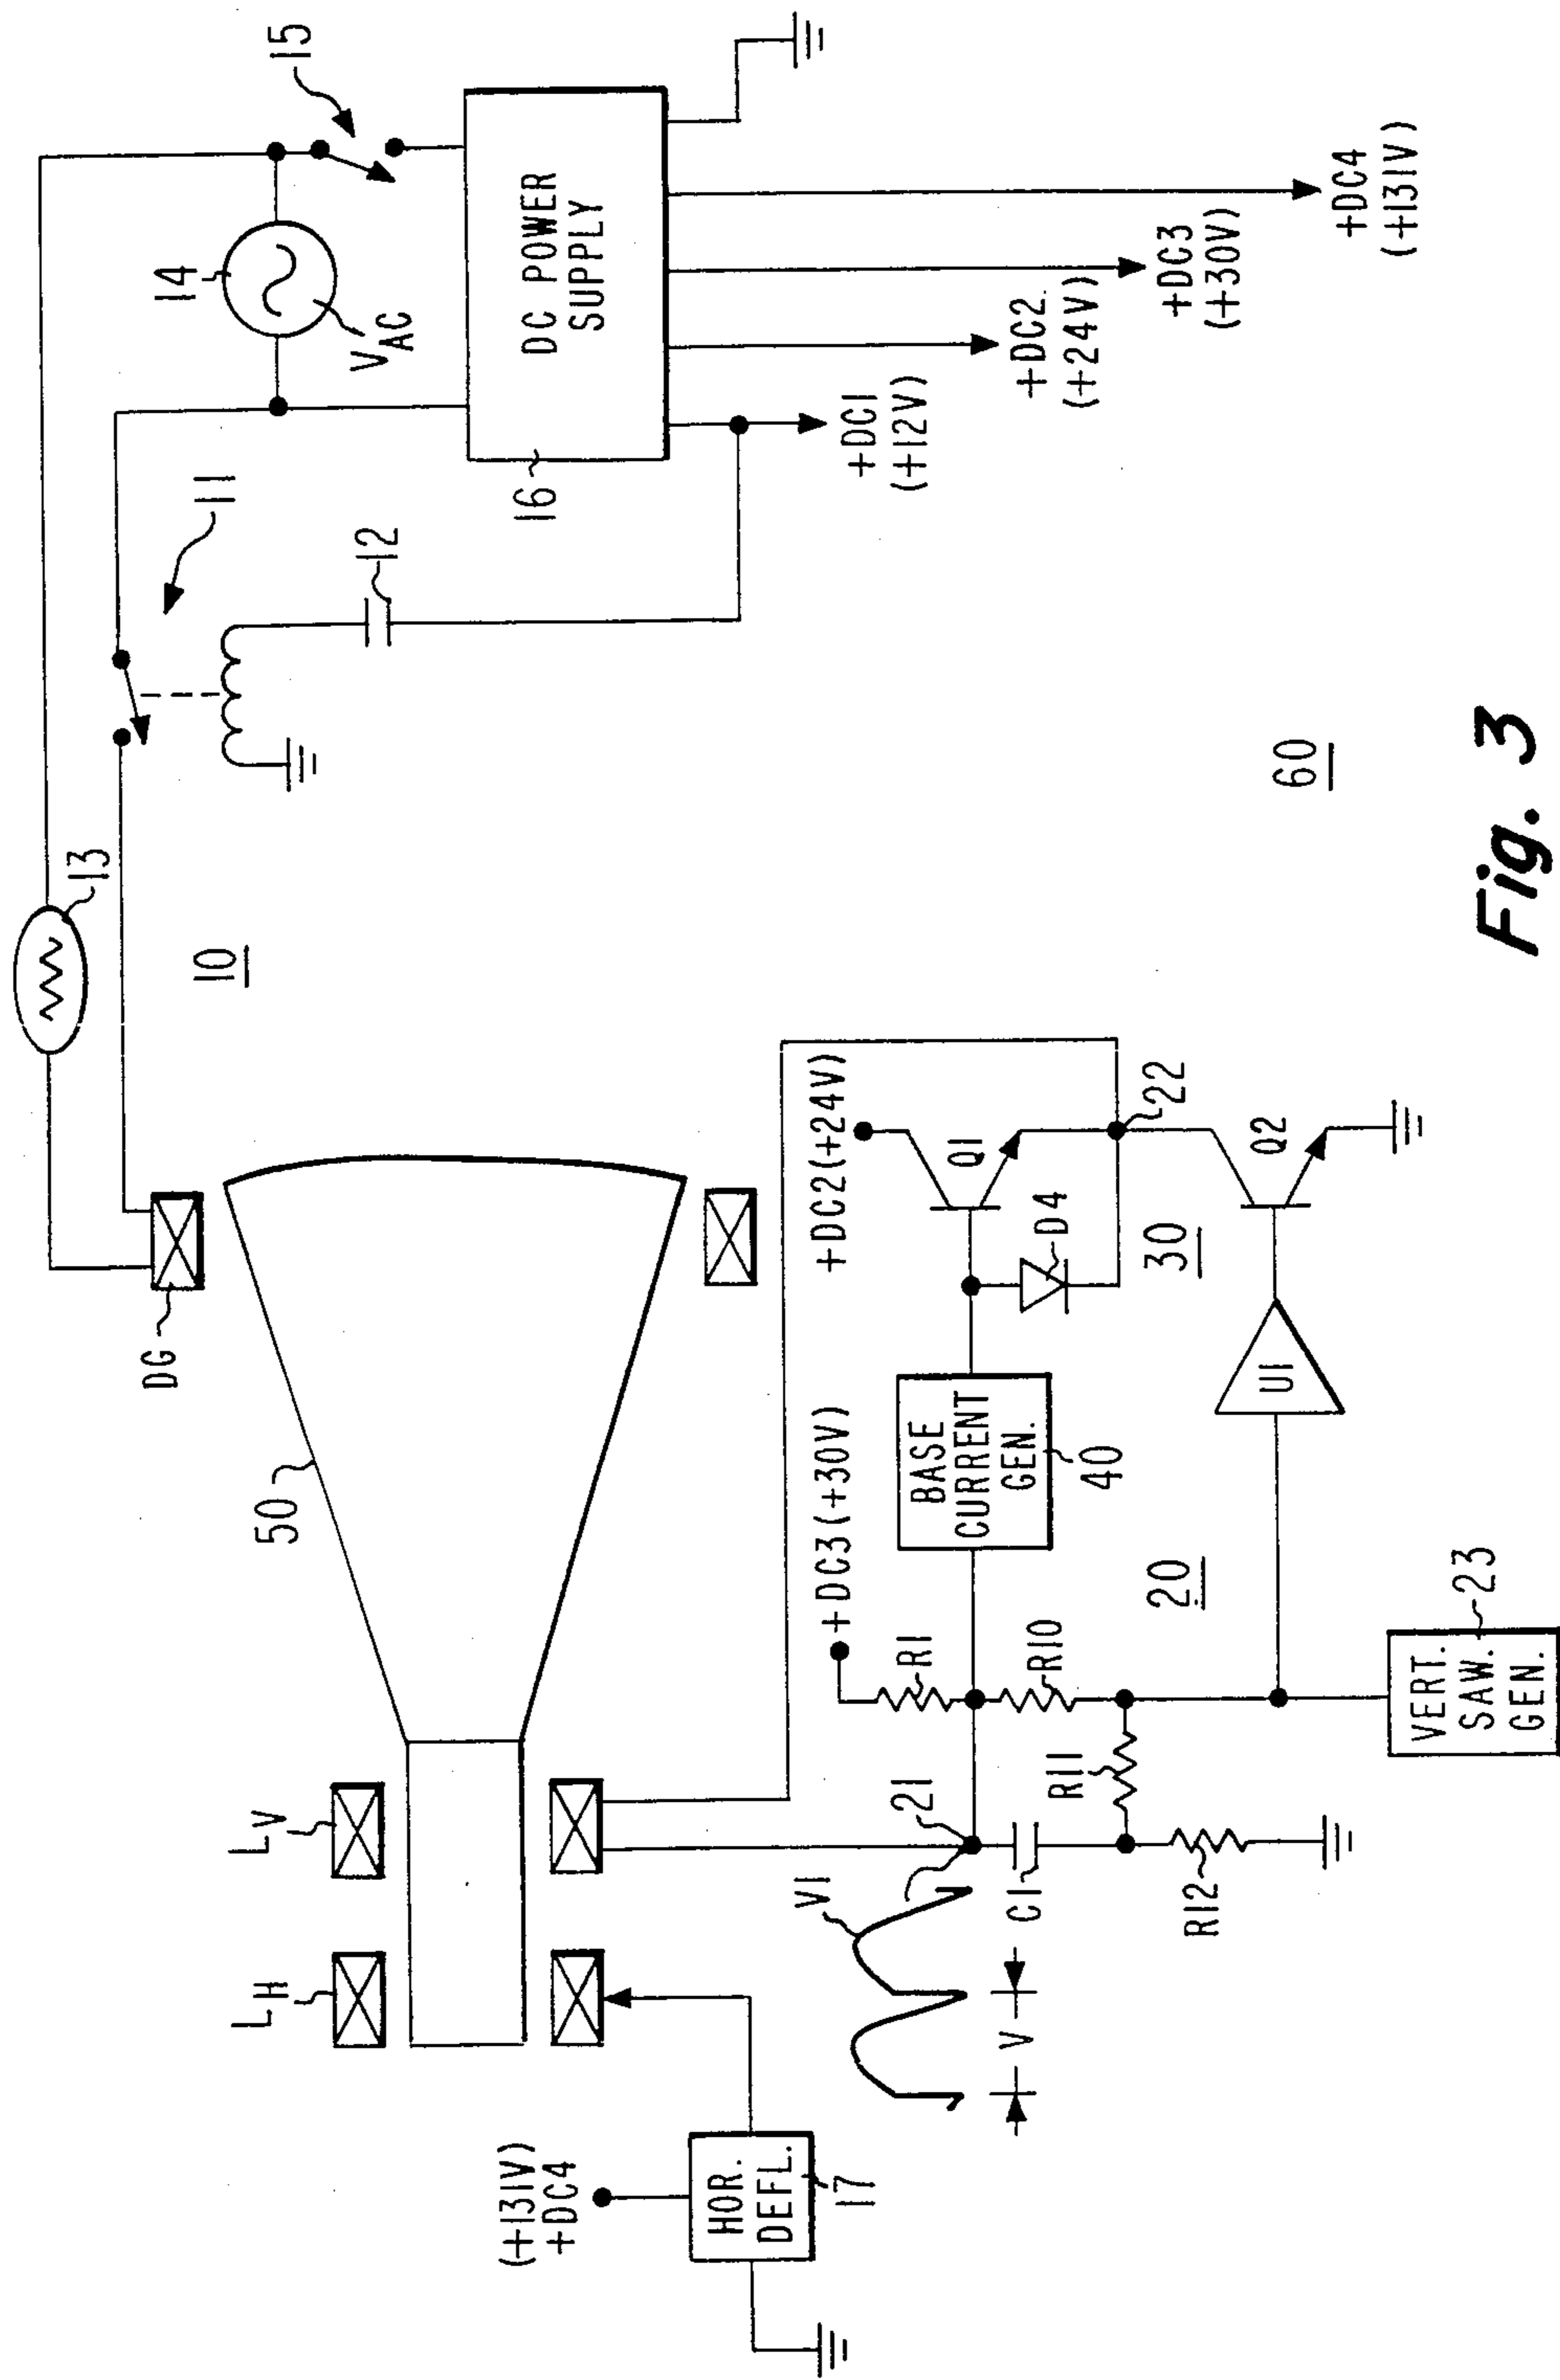 15
14
V AC
DC POWER
SUPPLY
16
+DC1
(+12V)
+DC2
(+24V)
+DC3
(+30V)
+DC4
(+131V)
11
12
13
10
60
DG
50
LV
LH
(+131V)
+DC4
HOR.
DEFL.
17
+DC3(+30V)
+DC2(+24V)
BASE
CURRENT
GEN.
40
Q1
D4
22
30
Q2
U1
20
R1
R10
R11
R12
21
C1
V1
V
VERT.
SAW.
GEN.
23
Fig. 3